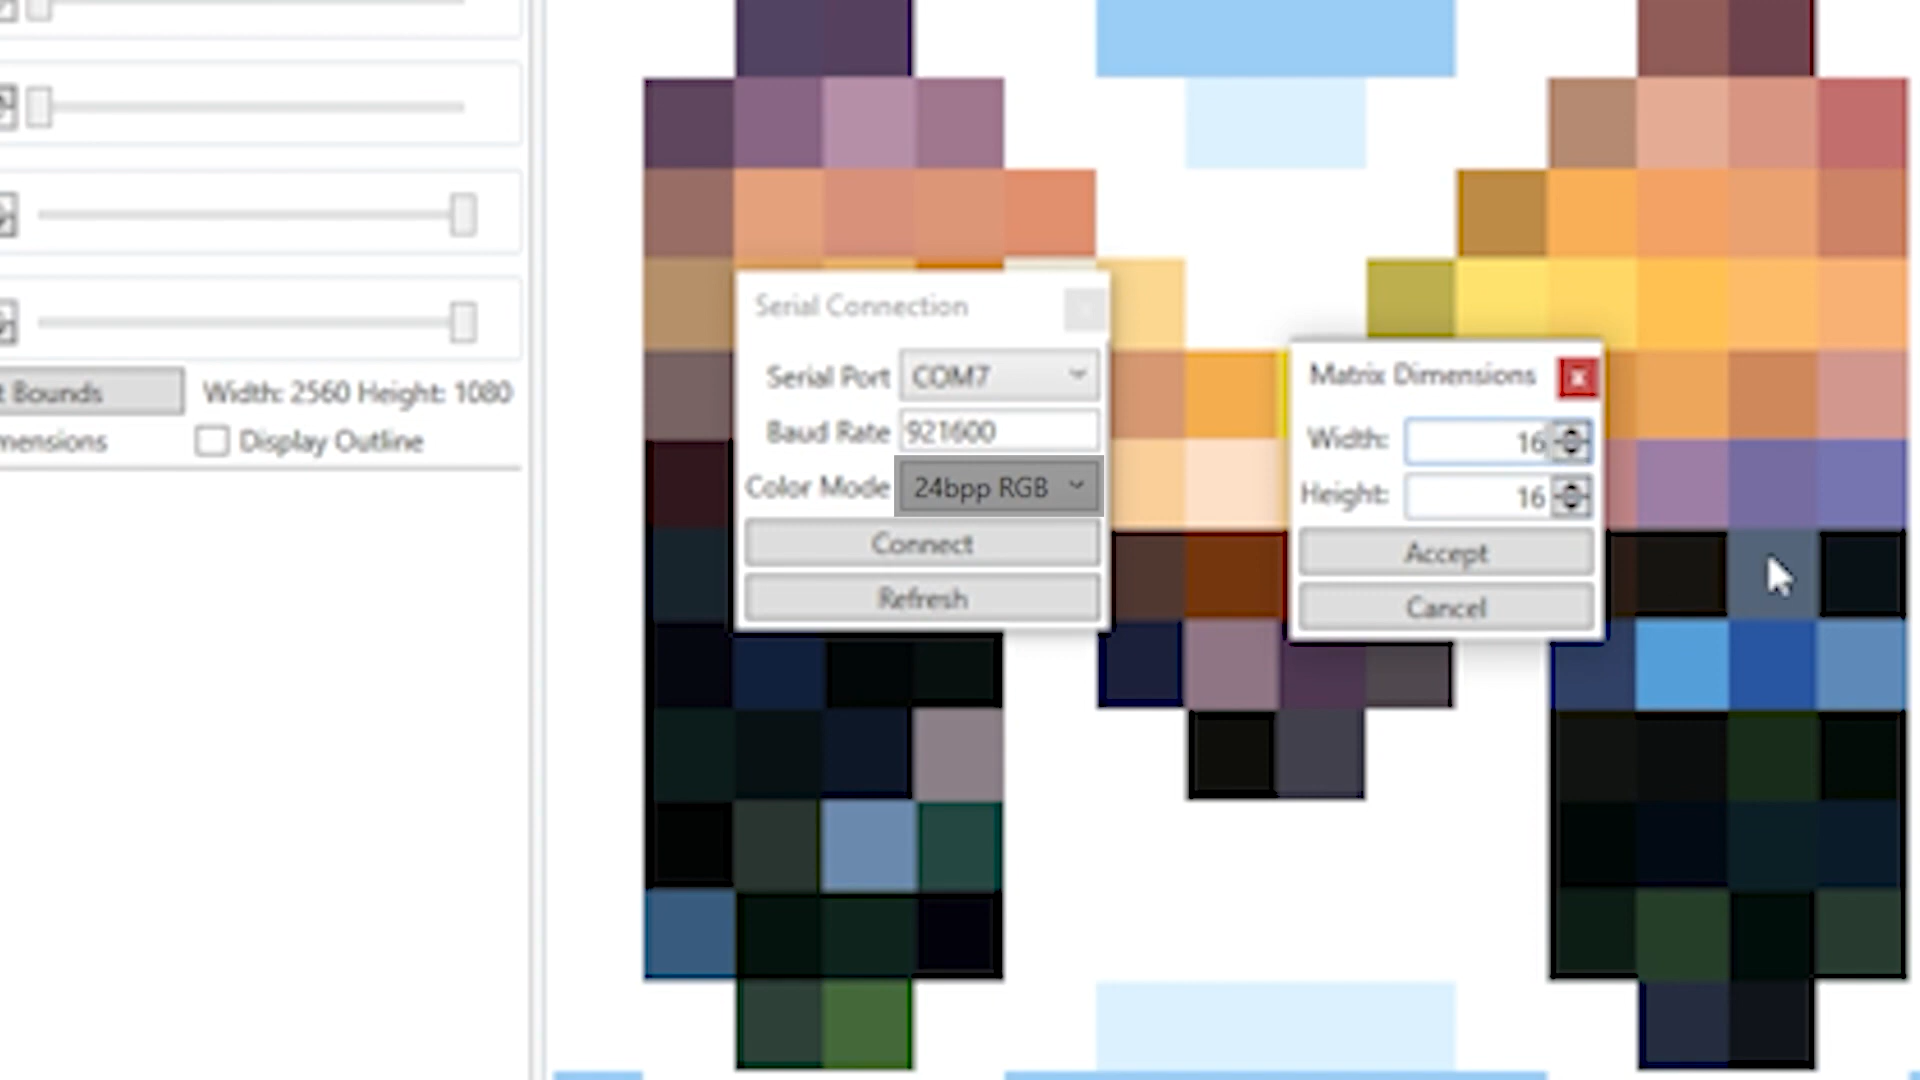 t Bounds
Width: 2560 Height: 1080
mensions
Display Outline
Serial Connection
Serial Port COM7
Baud Rate 921600
Color Mode 24bpp RGB
Connect
Refresh
Matrix Dimensions
Width: 16
Height: 16
Accept
Cancel